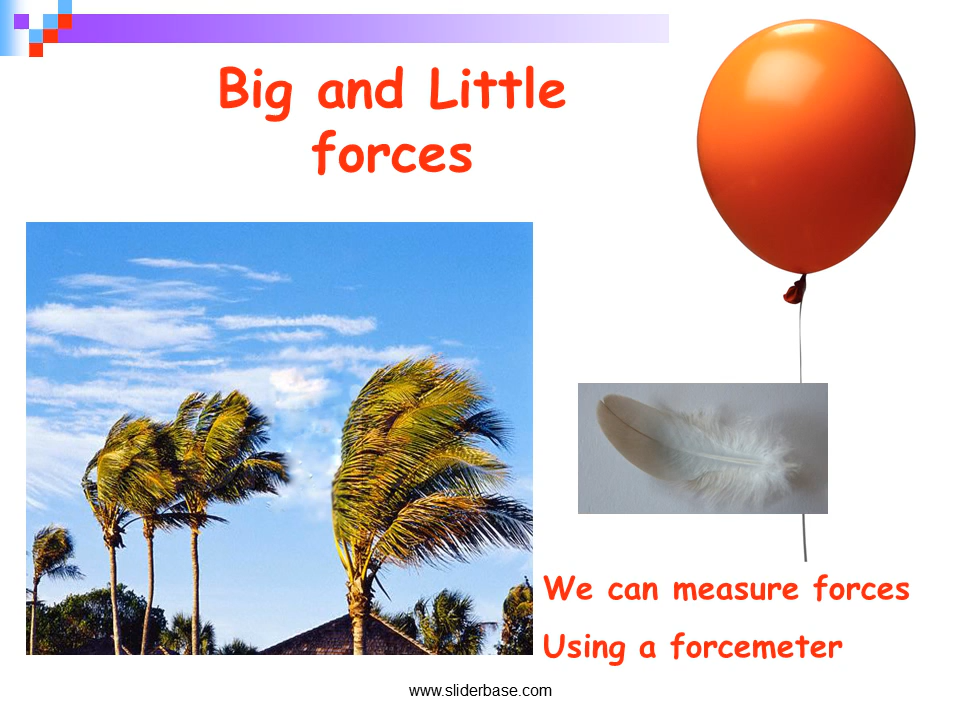 Big and Little
forces
We can measure forces
Using a forcemeter
www.sliderbase.com